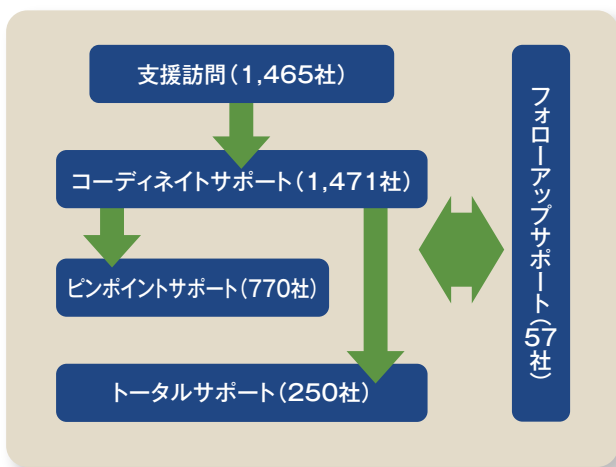 支援訪問（1,465社）
コーディネイトサポート（1,471社）
ピンポイントサポート（770社）
トータルサポート（250社）
フォローアップサポート（57社）